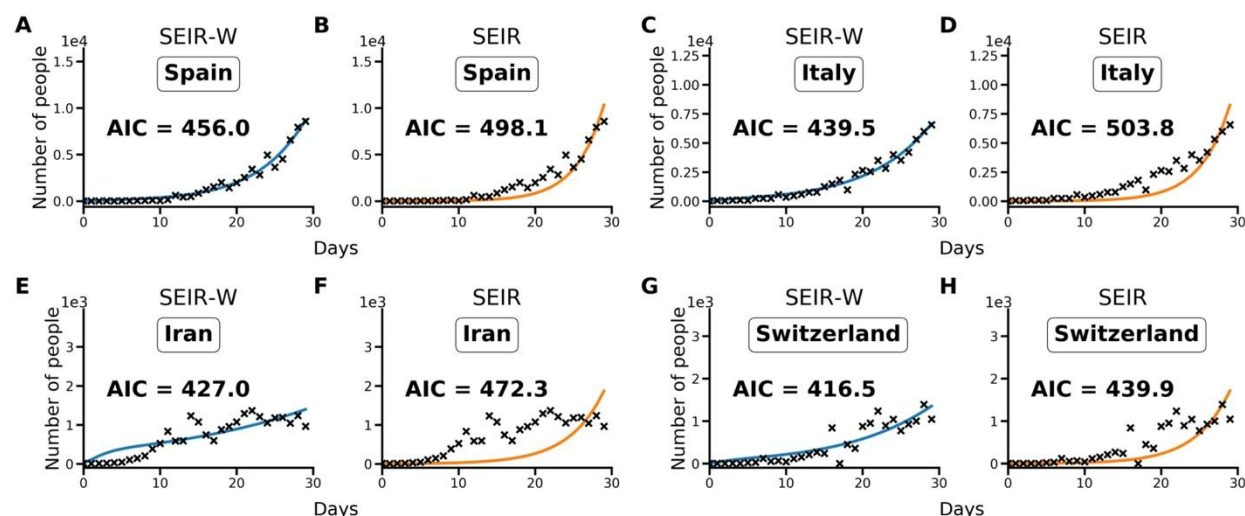 A SEIR-W B SEIR C SEIR-W D SEIR
1e4 1e4 1e4 1e4
Spain Spain Italy Italy
Number of people
1.5
1.0
0.5
0.0
AIC = 456.0
0 10 20 30
1.5
1.0
0.5
0.0
AIC = 498.1
0 10 20 30
Days
Number of people
1.25
1.00
0.75
0.50
0.25
0.00
AIC = 439.5
0 10 20 30
1.25
1.00
0.75
0.50
0.25
0.00
AIC = 503.8
0 10 20 30
Days
E SEIR-W F SEIR G SEIR-W H SEIR
1e3 1e3 1e3 1e3
Iran Iran Switzerland Switzerland
Number of people
3
2
1
0
AIC = 427.0
0 10 20 30
3
2
1
0
AIC = 472.3
0 10 20 30
Days
Number of people
3
2
1
0
AIC = 416.5
0 10 20 30
3
2
1
0
AIC = 439.9
0 10 20 30
Days